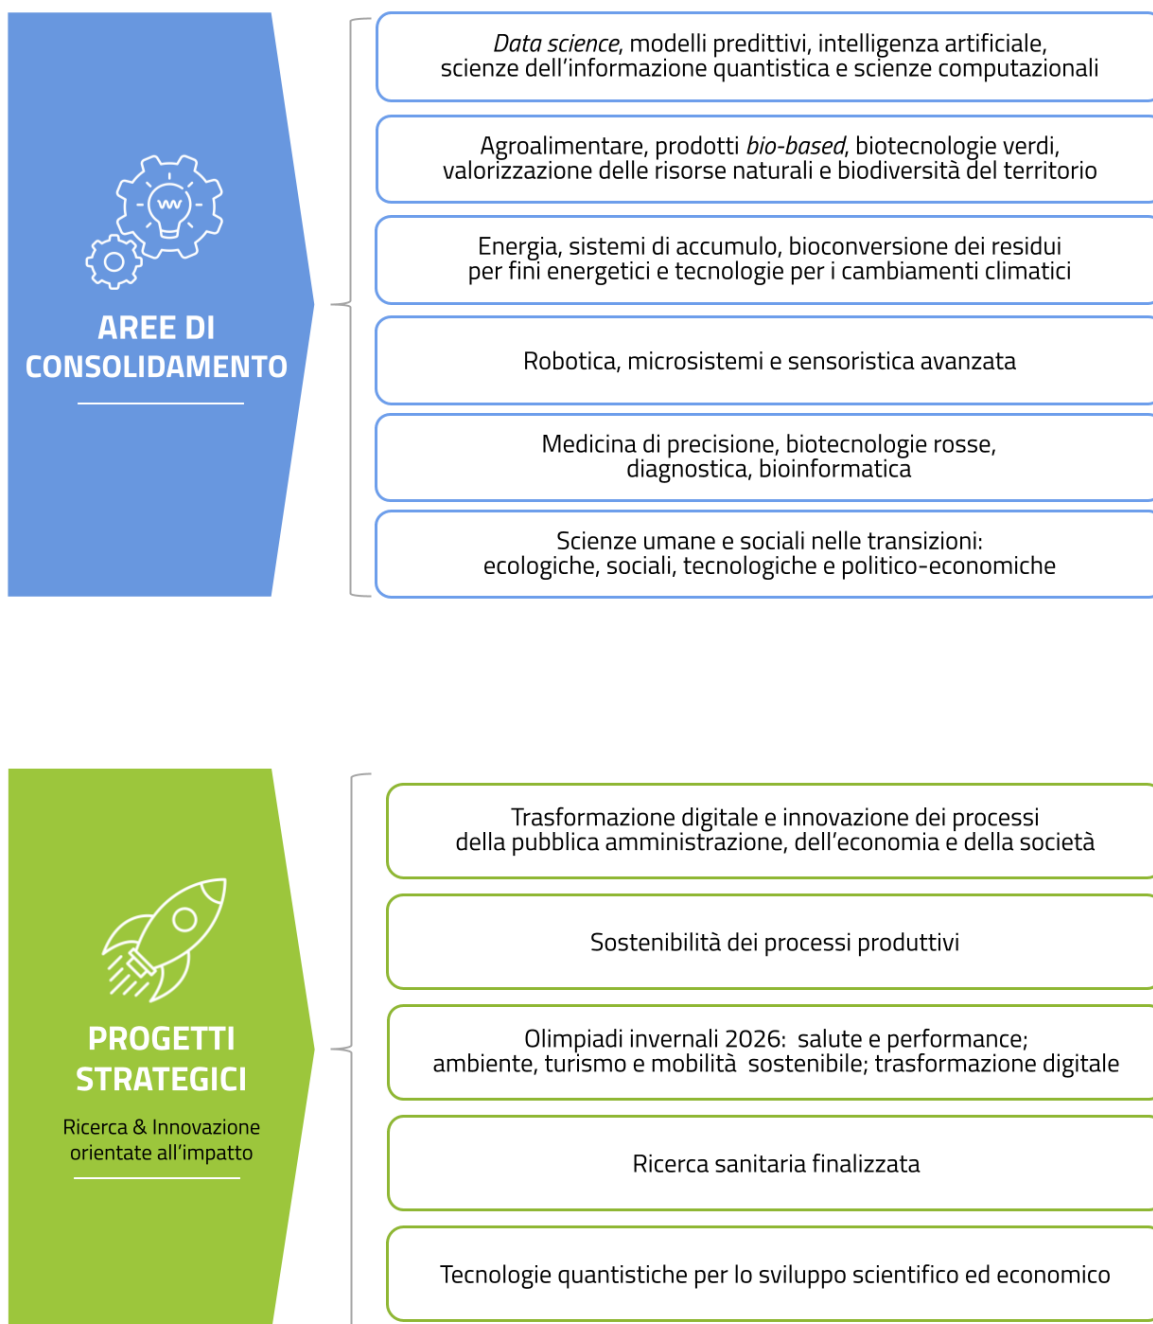 Data science, modelli predittivi, intelligenza artificiale,
scienze dell'informazione quantistica e scienze computazionali
Agroalimentare, prodotti bio-based, biotecnologie verdi,
valorizzazione delle risorse naturali e biodiversità del territorio
Energia, sistemi di accumulo, bioconversione dei residui
per fini energetici e tecnologie per i cambiamenti climatici
AREE DI
CONSOLIDAMENTO
Robotica, microsistemi e sensoristica avanzata
Medicina di precisione, biotecnologie rosse,
diagnostica, bioinformatica
Scienze umane e sociali nelle transizioni:
ecologiche, sociali, tecnologiche e politico-economiche
Trasformazione digitale e innovazione dei processi
della pubblica amministrazione, dell'economia e della società
Sostenibilità dei processi produttivi
PROGETTI
STRATEGICI
Ricerca & Innovazione
orientate all'impatto
Olimpiadi invernali 2026:  salute e performance;
ambiente, turismo e mobilità  sostenibile; trasformazione digitale
Ricerca sanitaria finalizzata
Tecnologie quantistiche per lo sviluppo scientifico ed economico